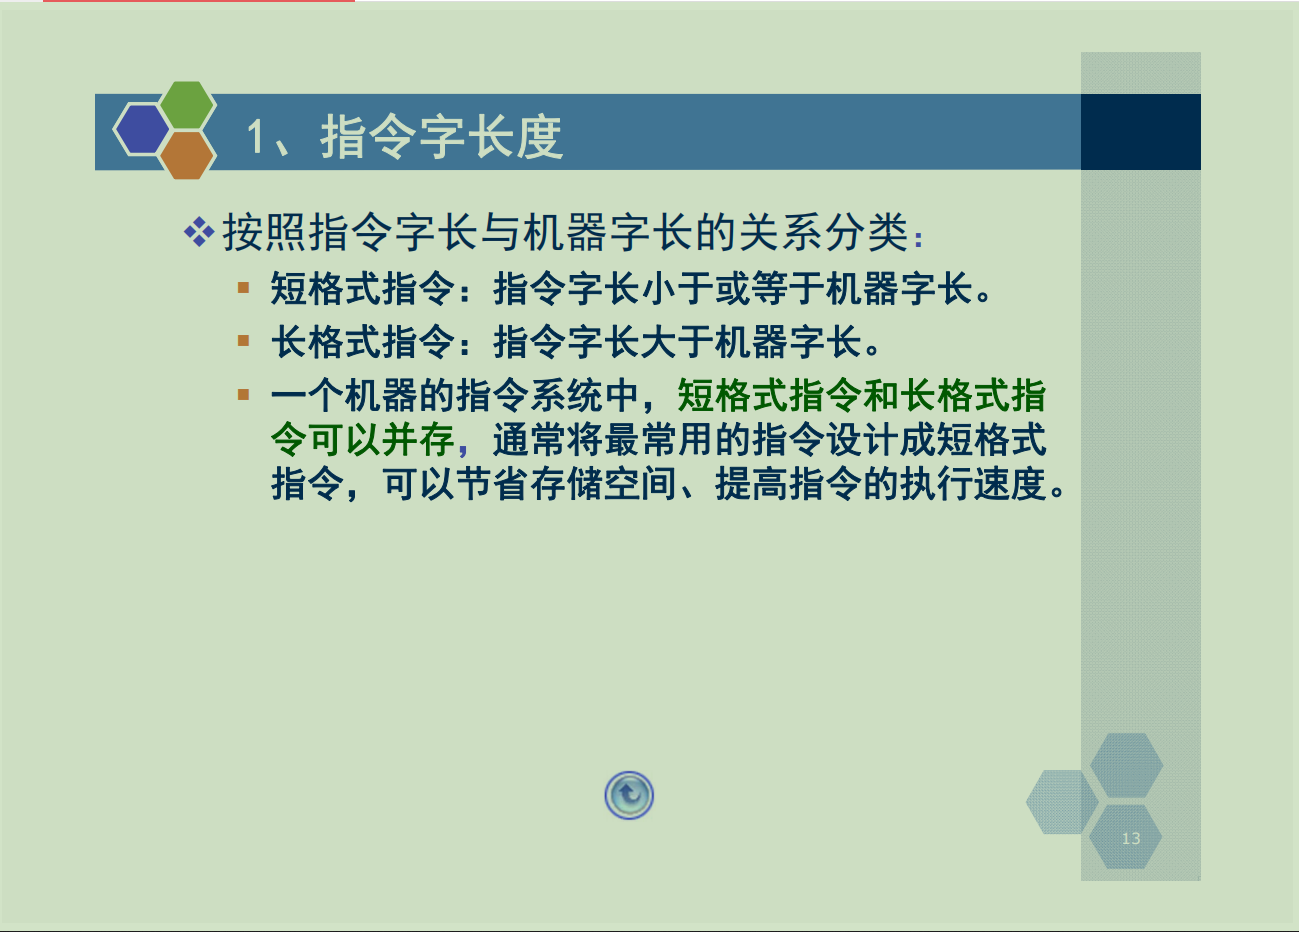 1、指令字长度
按照指令字长与机器字长的关系分类：
短格式指令：指令字长小于或等于机器字长。
长格式指令：指令字长大于机器字长。
一个机器的指令系统中，短格式指令和长格式指
令可以并存，通常将最常用的指令设计成短格式
指令，可以节省存储空间、提高指令的执行速度。
13